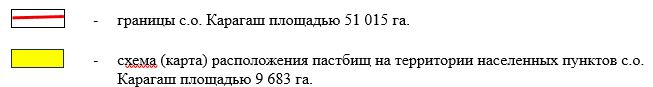 - границы с.о. Карагаш площадью 51 015 га.
- схема (карта) расположения пастбищ на территории населенных пунктов с.о.
Карагаш площадью 9 683 га.